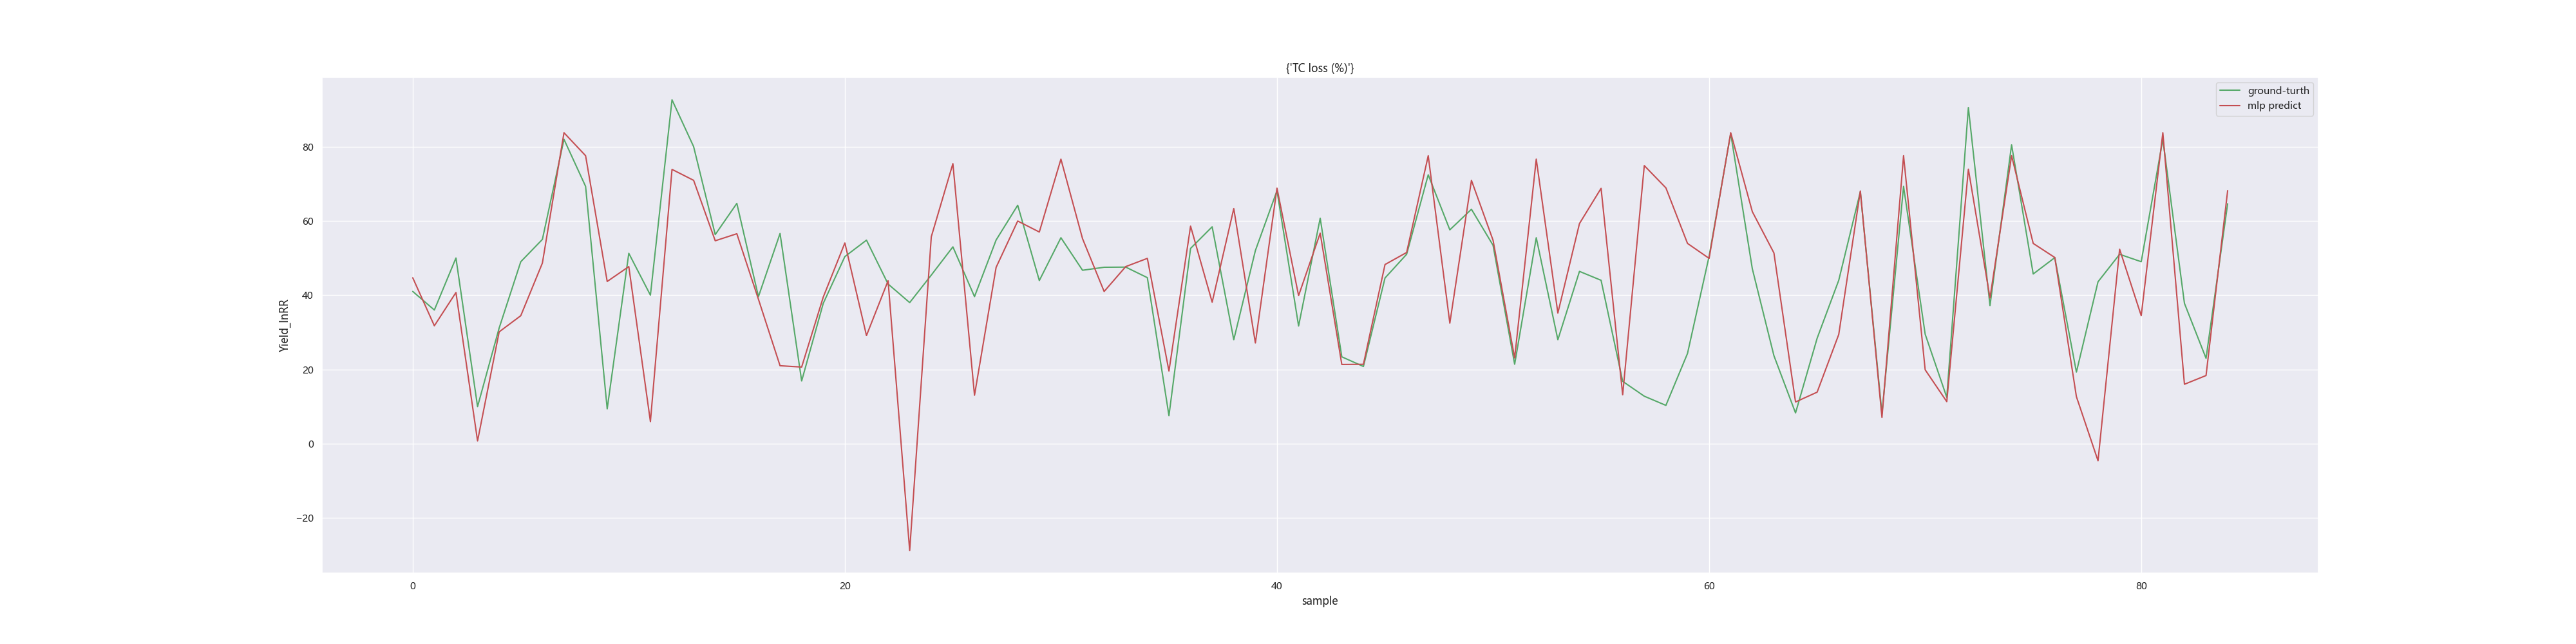 {'TC loss (%)'}
ground-turth
mlp predict
Yield_lnRR
80
60
40
20
0
−20
0 20 40 60 80
sample